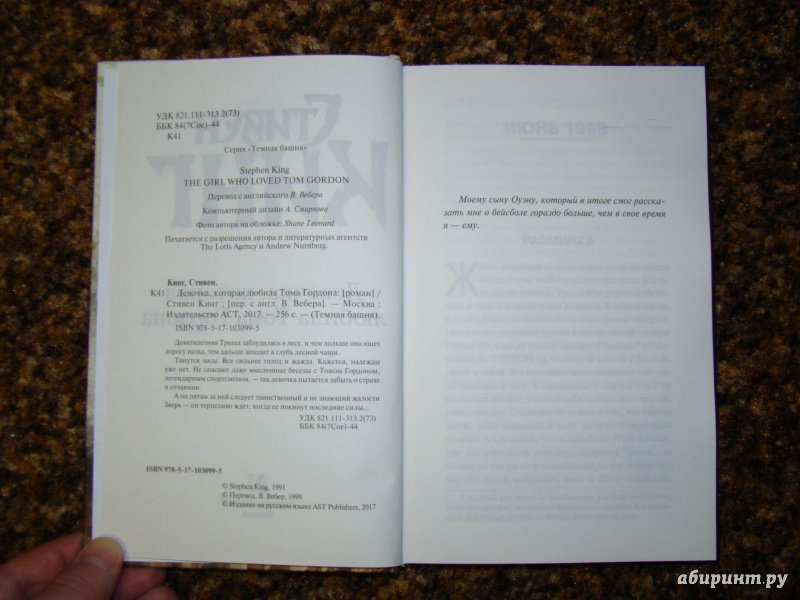 УДК 821.111-313.2(73)
ББК 84(7Сое)-44
К41
Серия «Темная башня»
Stephen King
THE GIRL WHO LOVED TOM GORDON
Перевод с английского В. Вебера
Компьютерный дизайн А. Смирнова
Фото автора на обложке: Shane Leonard
Печатается с разрешения автора и литературных агентств
The Lotts Agency и Andrew Nurnberg.
Кинг, Стивен.
К41 Девочка, которая любила Тома Гордона: [роман] /
Стивен Кинг ; [пер. с англ. В. Вебера]. — Москва :
Издательство АСТ, 2017. — 256 с. — (Темная башня).
ISBN 978-5-17-103099-5
Девятилетняя Триша заблудилась в лесу, и чем дольше она ищет
дорогу назад, тем дальше заходит в глубь лесной чащи.
Тянутся часы. Все сильнее голод и жажда. Кажется, надежды
уже нет. Не спасают даже мысленные беседы с Томом Гордоном,
легендарным спортсменом, — так девочка пытается забыть о страхе
и отчаянии.
А по пятам за ней следует таинственный и не знающий жалости
Зверь — он терпеливо ждет, когда ее покинут последние силы...
УДК 821.111-313.2(73)
ББК 84(7Сое)-44
ISBN 978-5-17-103099-5
© Stephen King, 1991
© Перевод. В. Вебер, 1999
© Издание на русском языке AST Publishers, 2017
Моему сыну Оуэну, который в итоге смог расска-
зать мне о бейсболе гораздо больше, чем в свое время
я — ему.
ИЮНЬ 1998
РАЗМИНКА
абиринт.ру